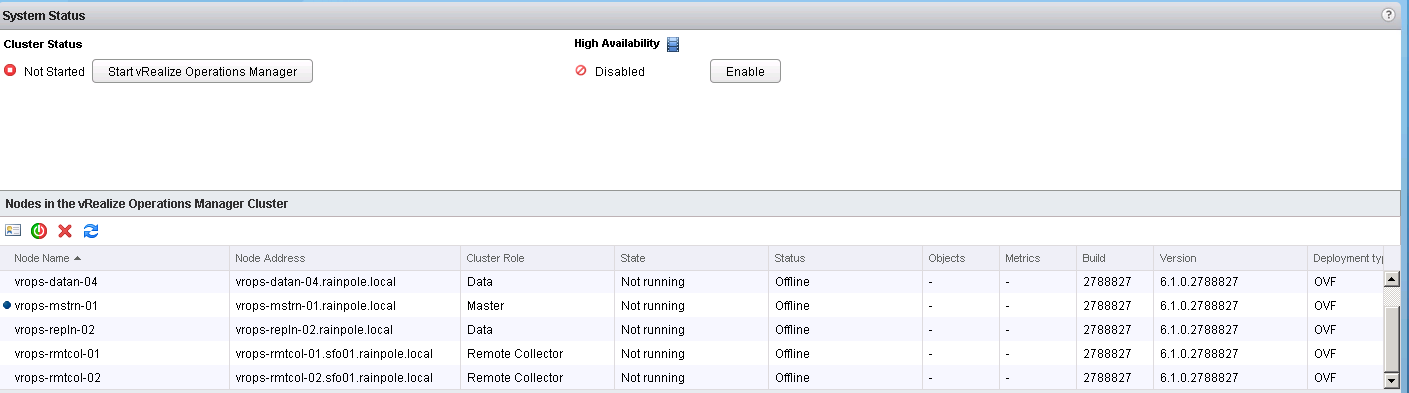 System Status ?
Cluster Status High Availability
Not Started Start vRealize Operations Manager Disabled Enable
Nodes in the vRealize Operations Manager Cluster
Node Name Node Address Cluster Role State Status Objects Metrics Build Version Deployment typ
vrops-datan-04 vrops-datan-04.rainpole.local Data Not running Offline - - 2788827 6.1.0.2788827 OVF
vrops-mstrn-01 vrops-mstrn-01.rainpole.local Master Not running Offline - - 2788827 6.1.0.2788827 OVF
vrops-repln-02 vrops-repln-02.rainpole.local Data Not running Offline - - 2788827 6.1.0.2788827 OVF
vrops-rmtcol-01 vrops-rmtcol-01.sfo01.rainpole.local Remote Collector Not running Offline - - 2788827 6.1.0.2788827 OVF
vrops-rmtcol-02 vrops-rmtcol-02.sfo01.rainpole.local Remote Collector Not running Offline - - 2788827 6.1.0.2788827 OVF